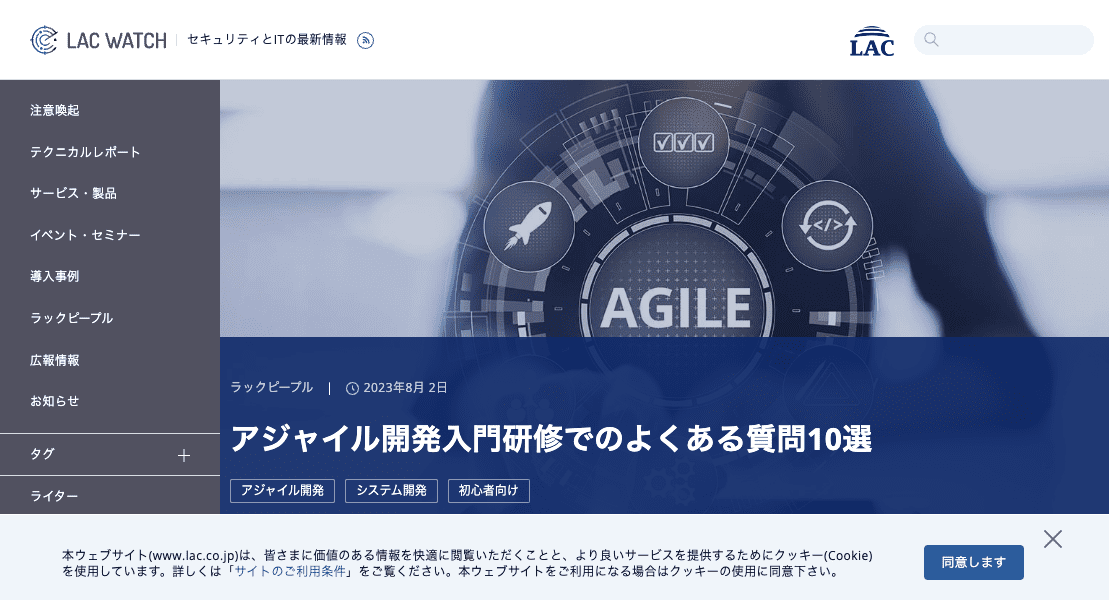 LAC WATCH
セキュリティとITの最新情報
LAC
注意喚起
テクニカルレポート
サービス・製品
イベント・セミナー
導入事例
ラックピープル
広報情報
お知らせ
タグ
ライター
</>
AGILE
ラックピープル
2023年8月 2日
アジャイル開発入門研修でのよくある質問10選
アジャイル開発 システム開発 初心者向け
本ウェブサイト(www.lac.co.jp)は、皆さまに価値のある情報を快適に閲覧いただくことと、より良いサービスを提供するためにクッキー(Cookie)
を使用しています。詳しくは「サイトのご利用条件」をご覧ください。本ウェブサイトをご利用になる場合はクッキーの使用に同意下さい。
同意します